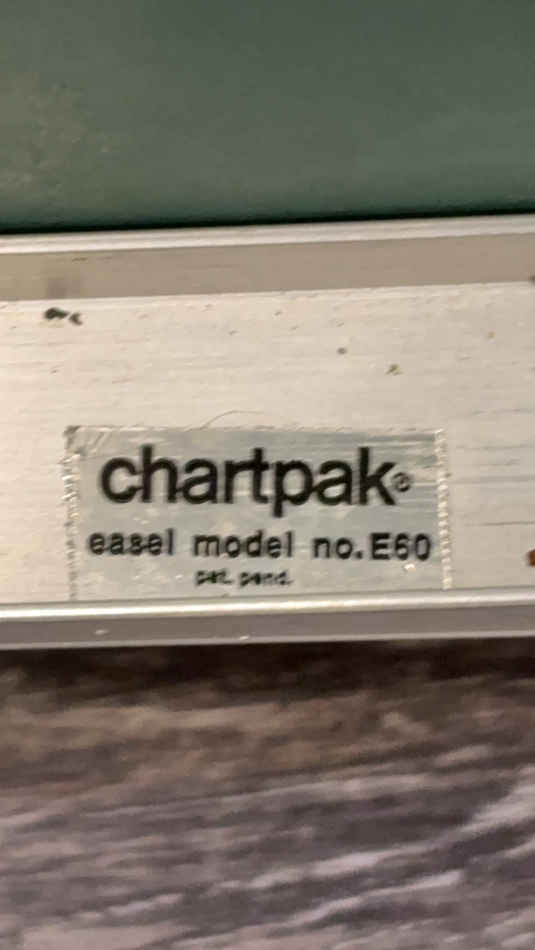 chartpak®
easel model no. E60
pat. pend.